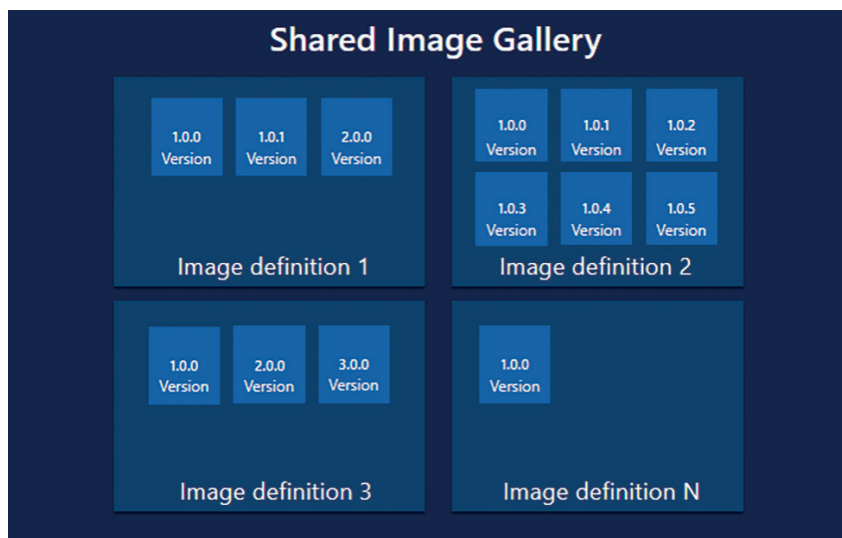 Shared Image Gallery
1.0.0
Version
1.0.1
Version
2.0.0
Version
Image definition 1
1.0.0
Version
1.0.1
Version
1.0.2
Version
1.0.3
Version
1.0.4
Version
1.0.5
Version
Image definition 2
1.0.0
Version
2.0.0
Version
3.0.0
Version
Image definition 3
1.0.0
Version
Image definition N